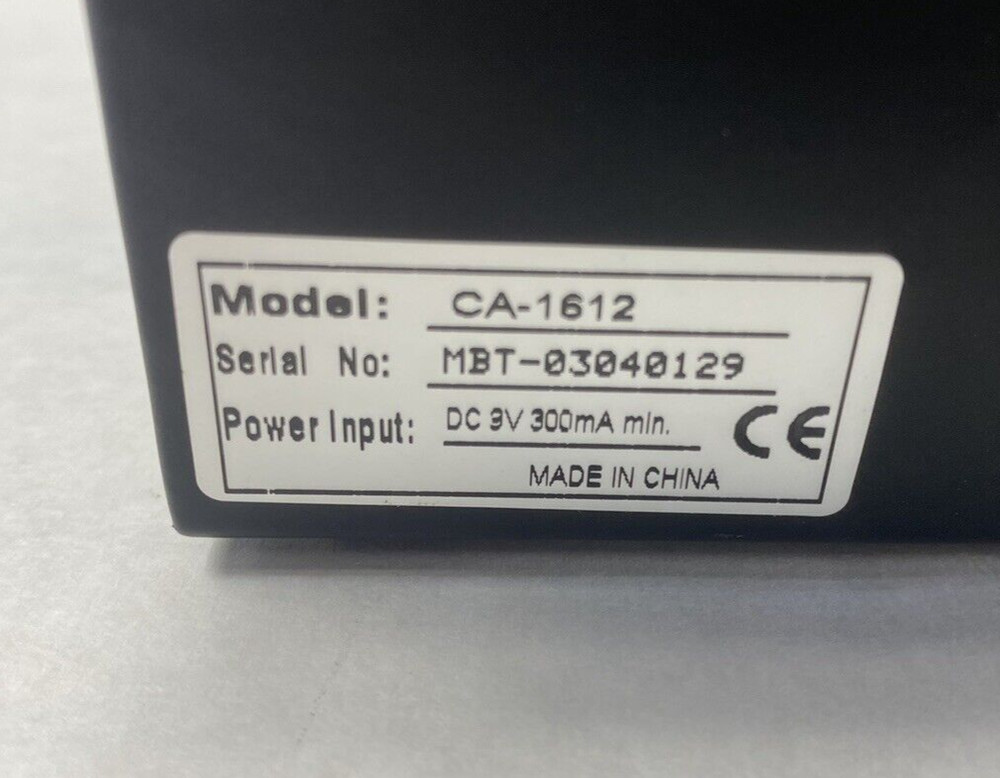 Model: CA-1612
Serial No: MBT-03040129
Power Input: DC 9V 300mA min.
CE
MADE IN CHINA